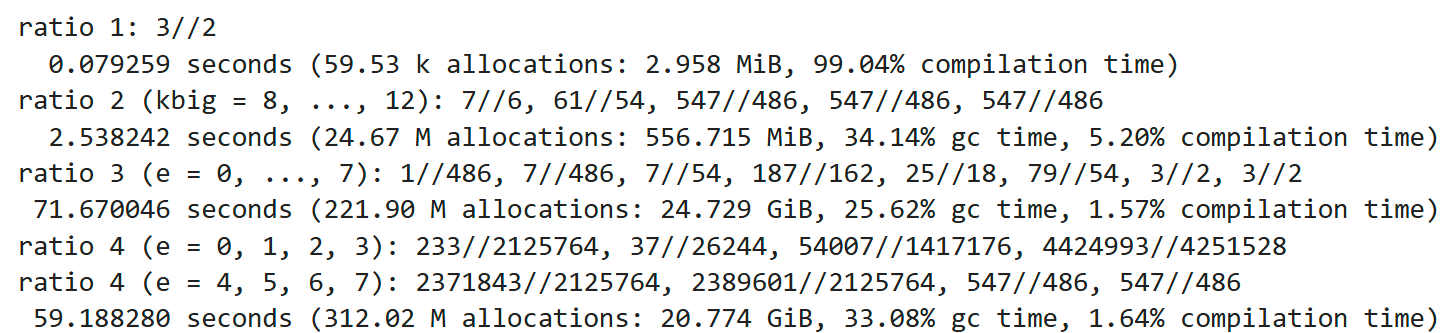 ratio 1: 3//2
0.079259 seconds (59.53 k allocations: 2.958 MiB, 99.04% compilation time)
ratio 2 (kbig = 8, ..., 12): 7//6, 61//54, 547//486, 547//486, 547//486
2.538242 seconds (24.67 M allocations: 556.715 MiB, 34.14% gc time, 5.20% compilation time)
ratio 3 (e = 0, ..., 7): 1//486, 7//486, 7//54, 187//162, 25//18, 79//54, 3//2, 3//2
71.670046 seconds (221.90 M allocations: 24.729 GiB, 25.62% gc time, 1.57% compilation time)
ratio 4 (e = 0, 1, 2, 3): 233//2125764, 37//26244, 54007//1417176, 4424993//4251528
ratio 4 (e = 4, 5, 6, 7): 2371843//2125764, 2389601//2125764, 547//486, 547//486
59.188280 seconds (312.02 M allocations: 20.774 GiB, 33.08% gc time, 1.64% compilation time)